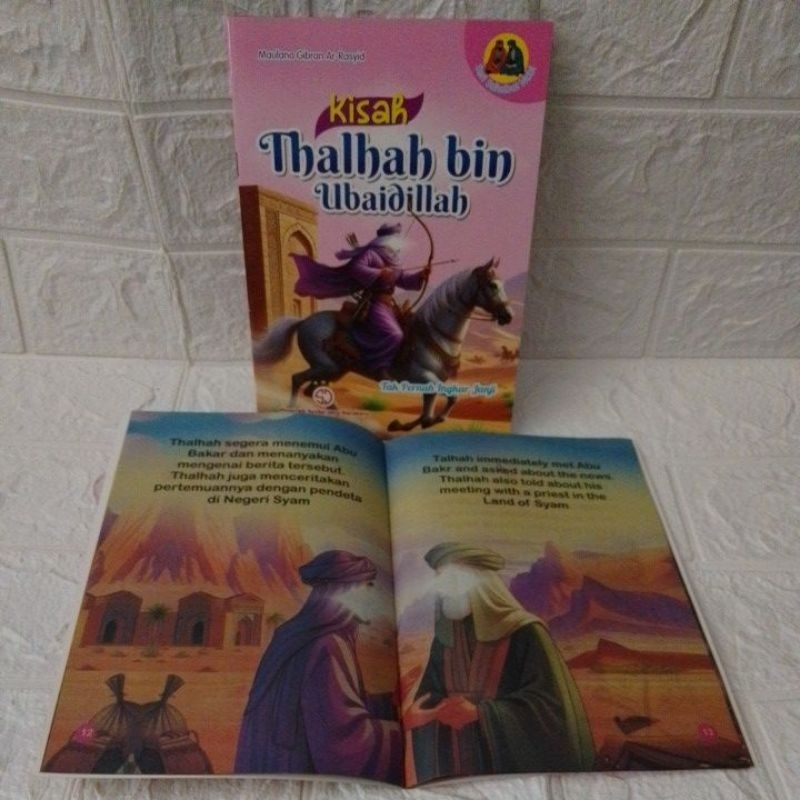 Maulana Gibran Ar-Rasyid
Kisah
Thalhah bin
Ubaidillah
Tak Pernah Ingkar Janji
Thalhah segera menemui Abu
Bakar dan menanyakan
mengenai berita tersebut.
Thalhah juga menceritakan
pertemuannya dengan pendeta
di Negeri Syam
Talhah immediately met Abu
Bakr and asked about the news.
Thalhah also told about his
meeting with a priest in the
Land of Syam
12
13